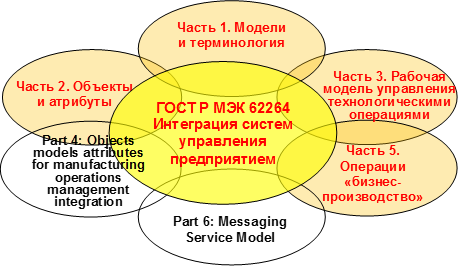 Часть 1. Модели
и терминология
Часть 2. Объекты
и атрибуты
Часть 3. Рабочая
модель управления
технологическими
операциями
ГОСТ Р МЭК 62264
Интеграция систем
управления
предприятием
Part 4: Objects
models attributes
for manufacturing
operations
management
integration
Часть 5.
Операции
«бизнес-
производство»
Part 6: Messaging
Service Model